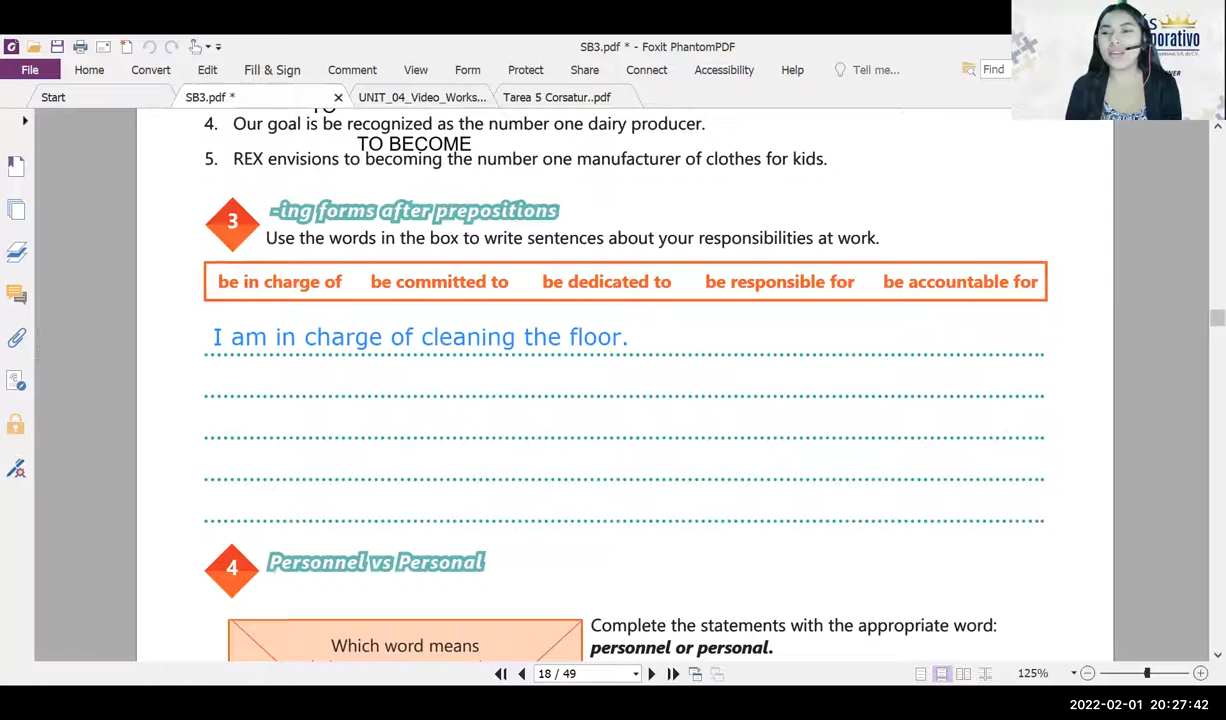 SB3.pdf * - Foxit PhantomPDF
File Home Convert Edit Fill & Sign Comment View Form Protect Share Connect Accessibility Help Tell me... Find
Start SB3.pdf * UNIT_04_Video_Works... Tarea 5 Corsatur..pdf
4. Our goal is be recognized as the number one dairy producer.
TO BECOME
5. REX envisions to becoming the number one manufacturer of clothes for kids.
3 -ing forms after prepositions
Use the words in the box to write sentences about your responsibilities at work.
be in charge of be committed to be dedicated to be responsible for be accountable for
I am in charge of cleaning the floor.
4 Personnel vs Personal
Complete the statements with the appropriate word:
Which word means
personnel or personal.
18 / 49
125%
2022-02-01 20:27:42